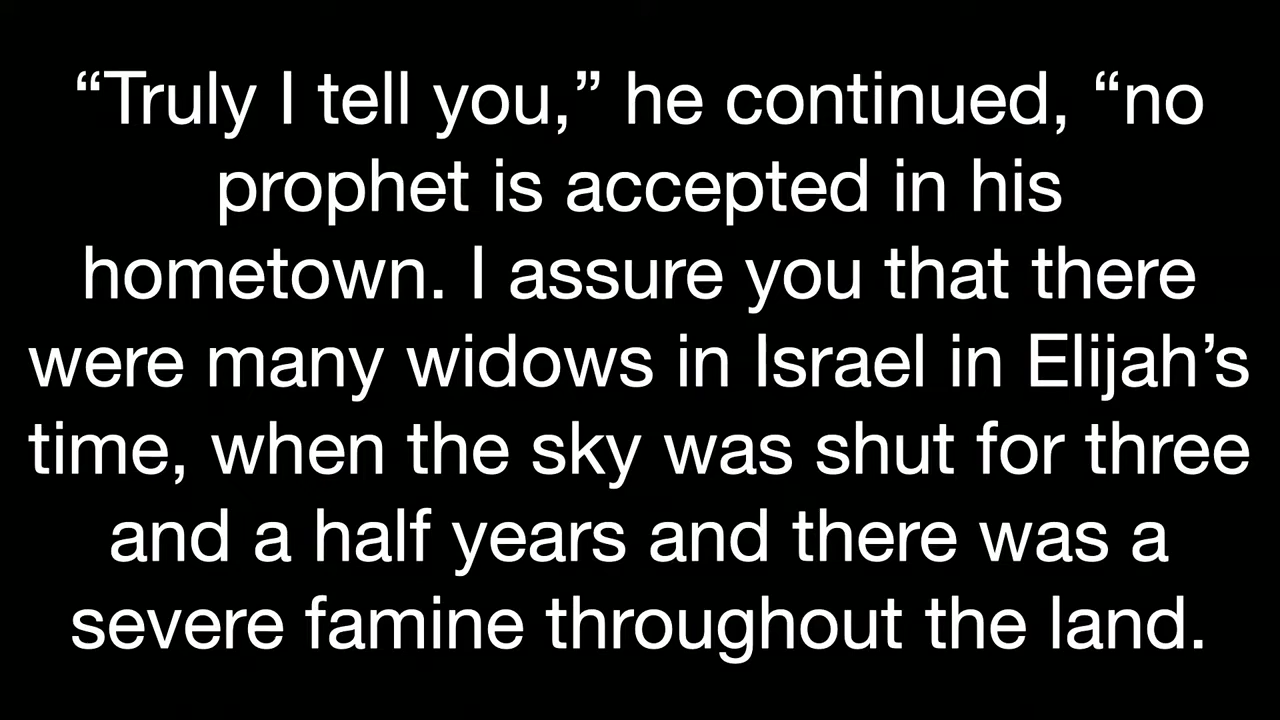 “Truly I tell you,” he continued, “no
prophet is accepted in his
hometown. I assure you that there
were many widows in Israel in Elijah’s
time, when the sky was shut for three
and a half years and there was a
severe famine throughout the land.